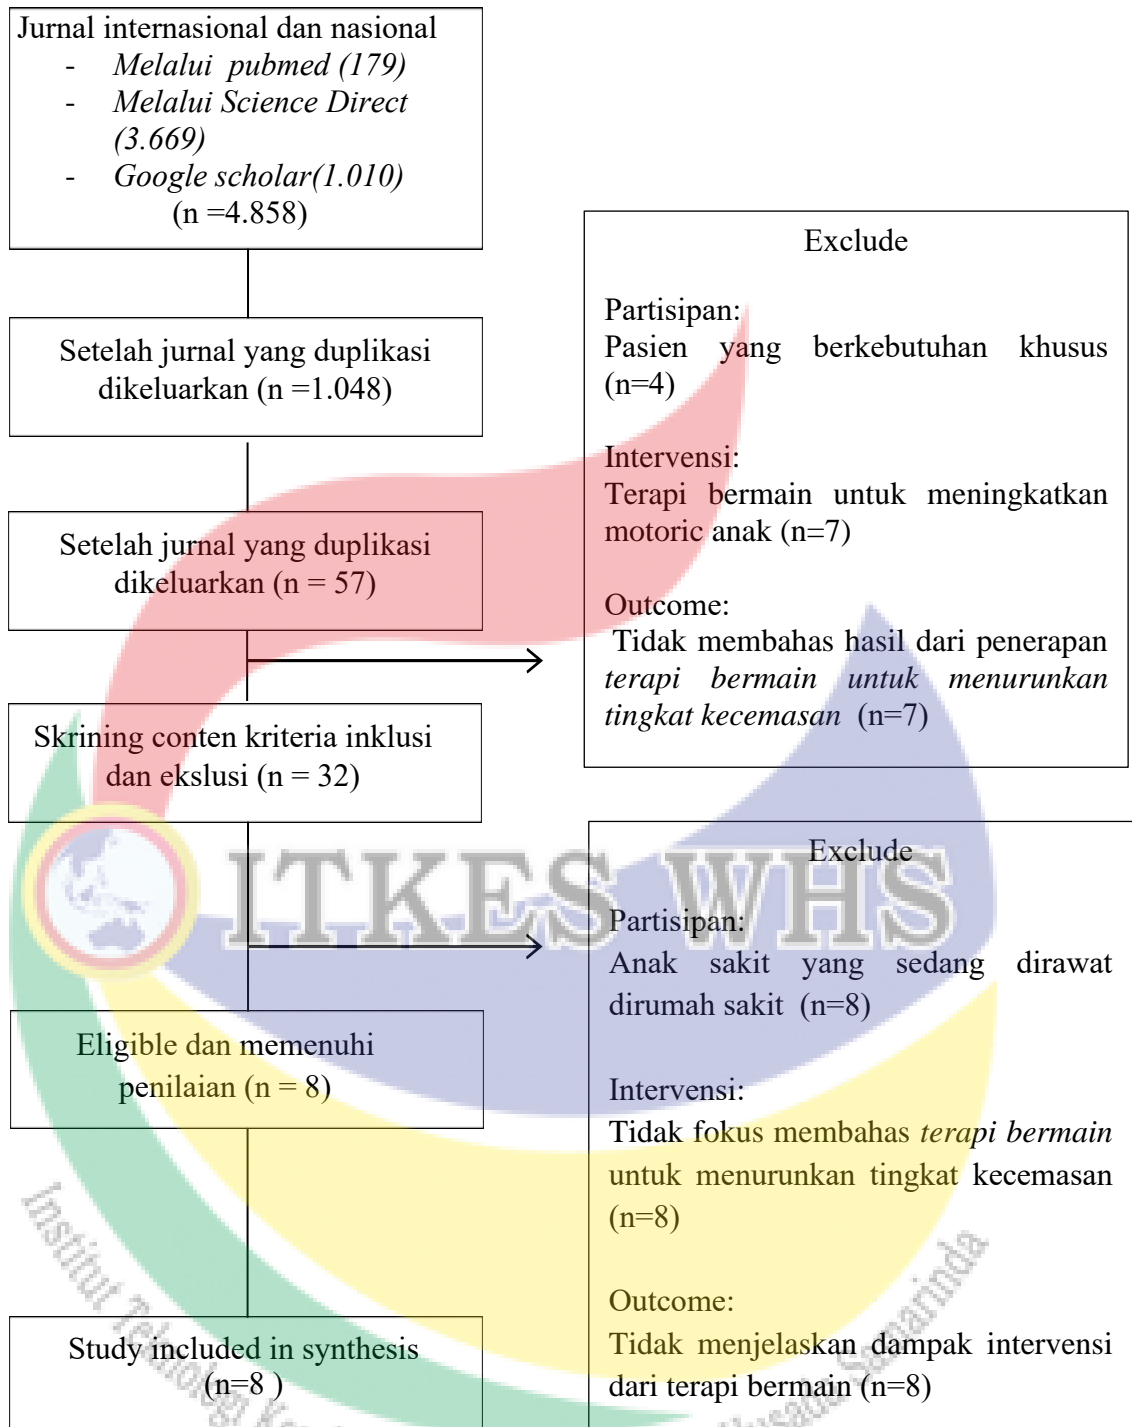 Jurnal internasional dan nasional
- Melalui pubmed (179)
- Melalui Science Direct
(3.669)
- Google scholar(1.010)
(n =4.858)
Setelah jurnal yang duplikasi
dikeluarkan (n =1.048)
Setelah jurnal yang duplikasi
dikeluarkan (n = 57)
Skrining conten kriteria inklusi
dan ekslusi (n = 32)
Eligible dan memenuhi
penilaian (n = 8)
Study included in synthesis
(n=8 )
Exclude
Partisipan:
Pasien yang berkebutuhan khusus
(n=4)
Intervensi:
Terapi bermain untuk meningkatkan
motoric anak (n=7)
Outcome:
Tidak membahas hasil dari penerapan
terapi bermain untuk menurunkan
tingkat kecemasan (n=7)
Exclude
Partisipan:
Anak sakit yang sedang dirawat
dirumah sakit (n=8)
Intervensi:
Tidak fokus membahas terapi bermain
untuk menurunkan tingkat kecemasan
(n=8)
Outcome:
Tidak menjelaskan dampak intervensi
dari terapi bermain (n=8)
ITKES WHS
Institut Teknologi
Samarinda